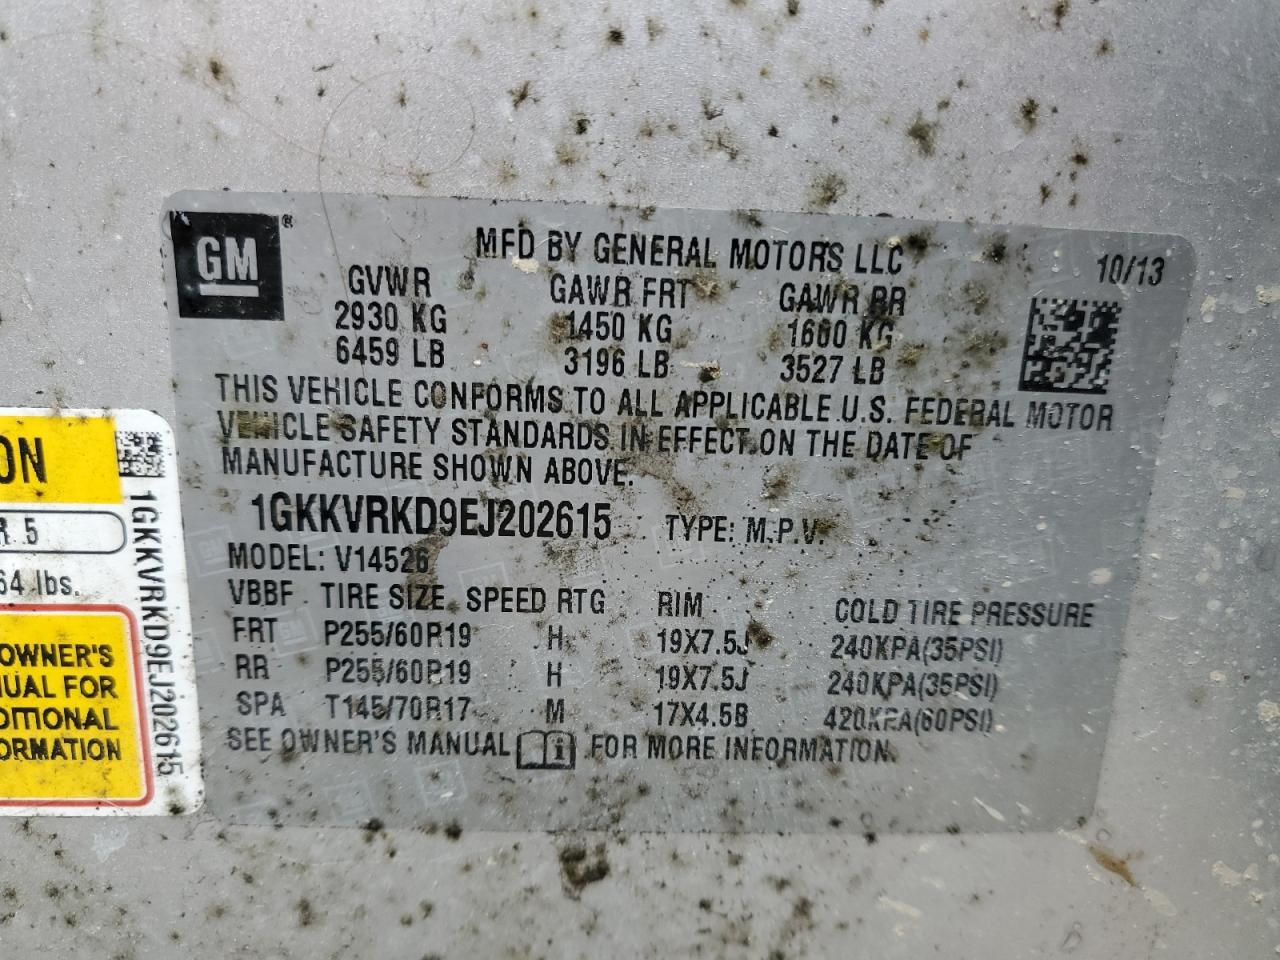 GM ®
MFD BY GENERAL MOTORS LLC
10/13
GVWR GAWR FRT GAWR RR
2930 KG 1450 KG 1600 KG
6459 LB 3196 LB 3527 LB
THIS VEHICLE CONFORMS TO ALL APPLICABLE U.S. FEDERAL MOTOR
VEHICLE SAFETY STANDARDS IN EFFECT ON THE DATE OF
MANUFACTURE SHOWN ABOVE.
1GKKVRKD9EJ202615 TYPE: M.P.V.
MODEL: V14526
VBBF TIRE SIZE SPEED RTG RIM COLD TIRE PRESSURE
FRT P255/60R19 H 19X7.5J 240KPA(35PSI)
RR P255/60R19 H 19X7.5J 240KPA(35PSI)
SPA T145/70R17 M 17X4.5B 420KPA(60PSI)
SEE OWNER'S MANUAL i FOR MORE INFORMATION.
ON
R 5
64 lbs.
OWNER'S
NUAL FOR
DITIONAL
ORMATION
1GKKVRKD9EJ202615